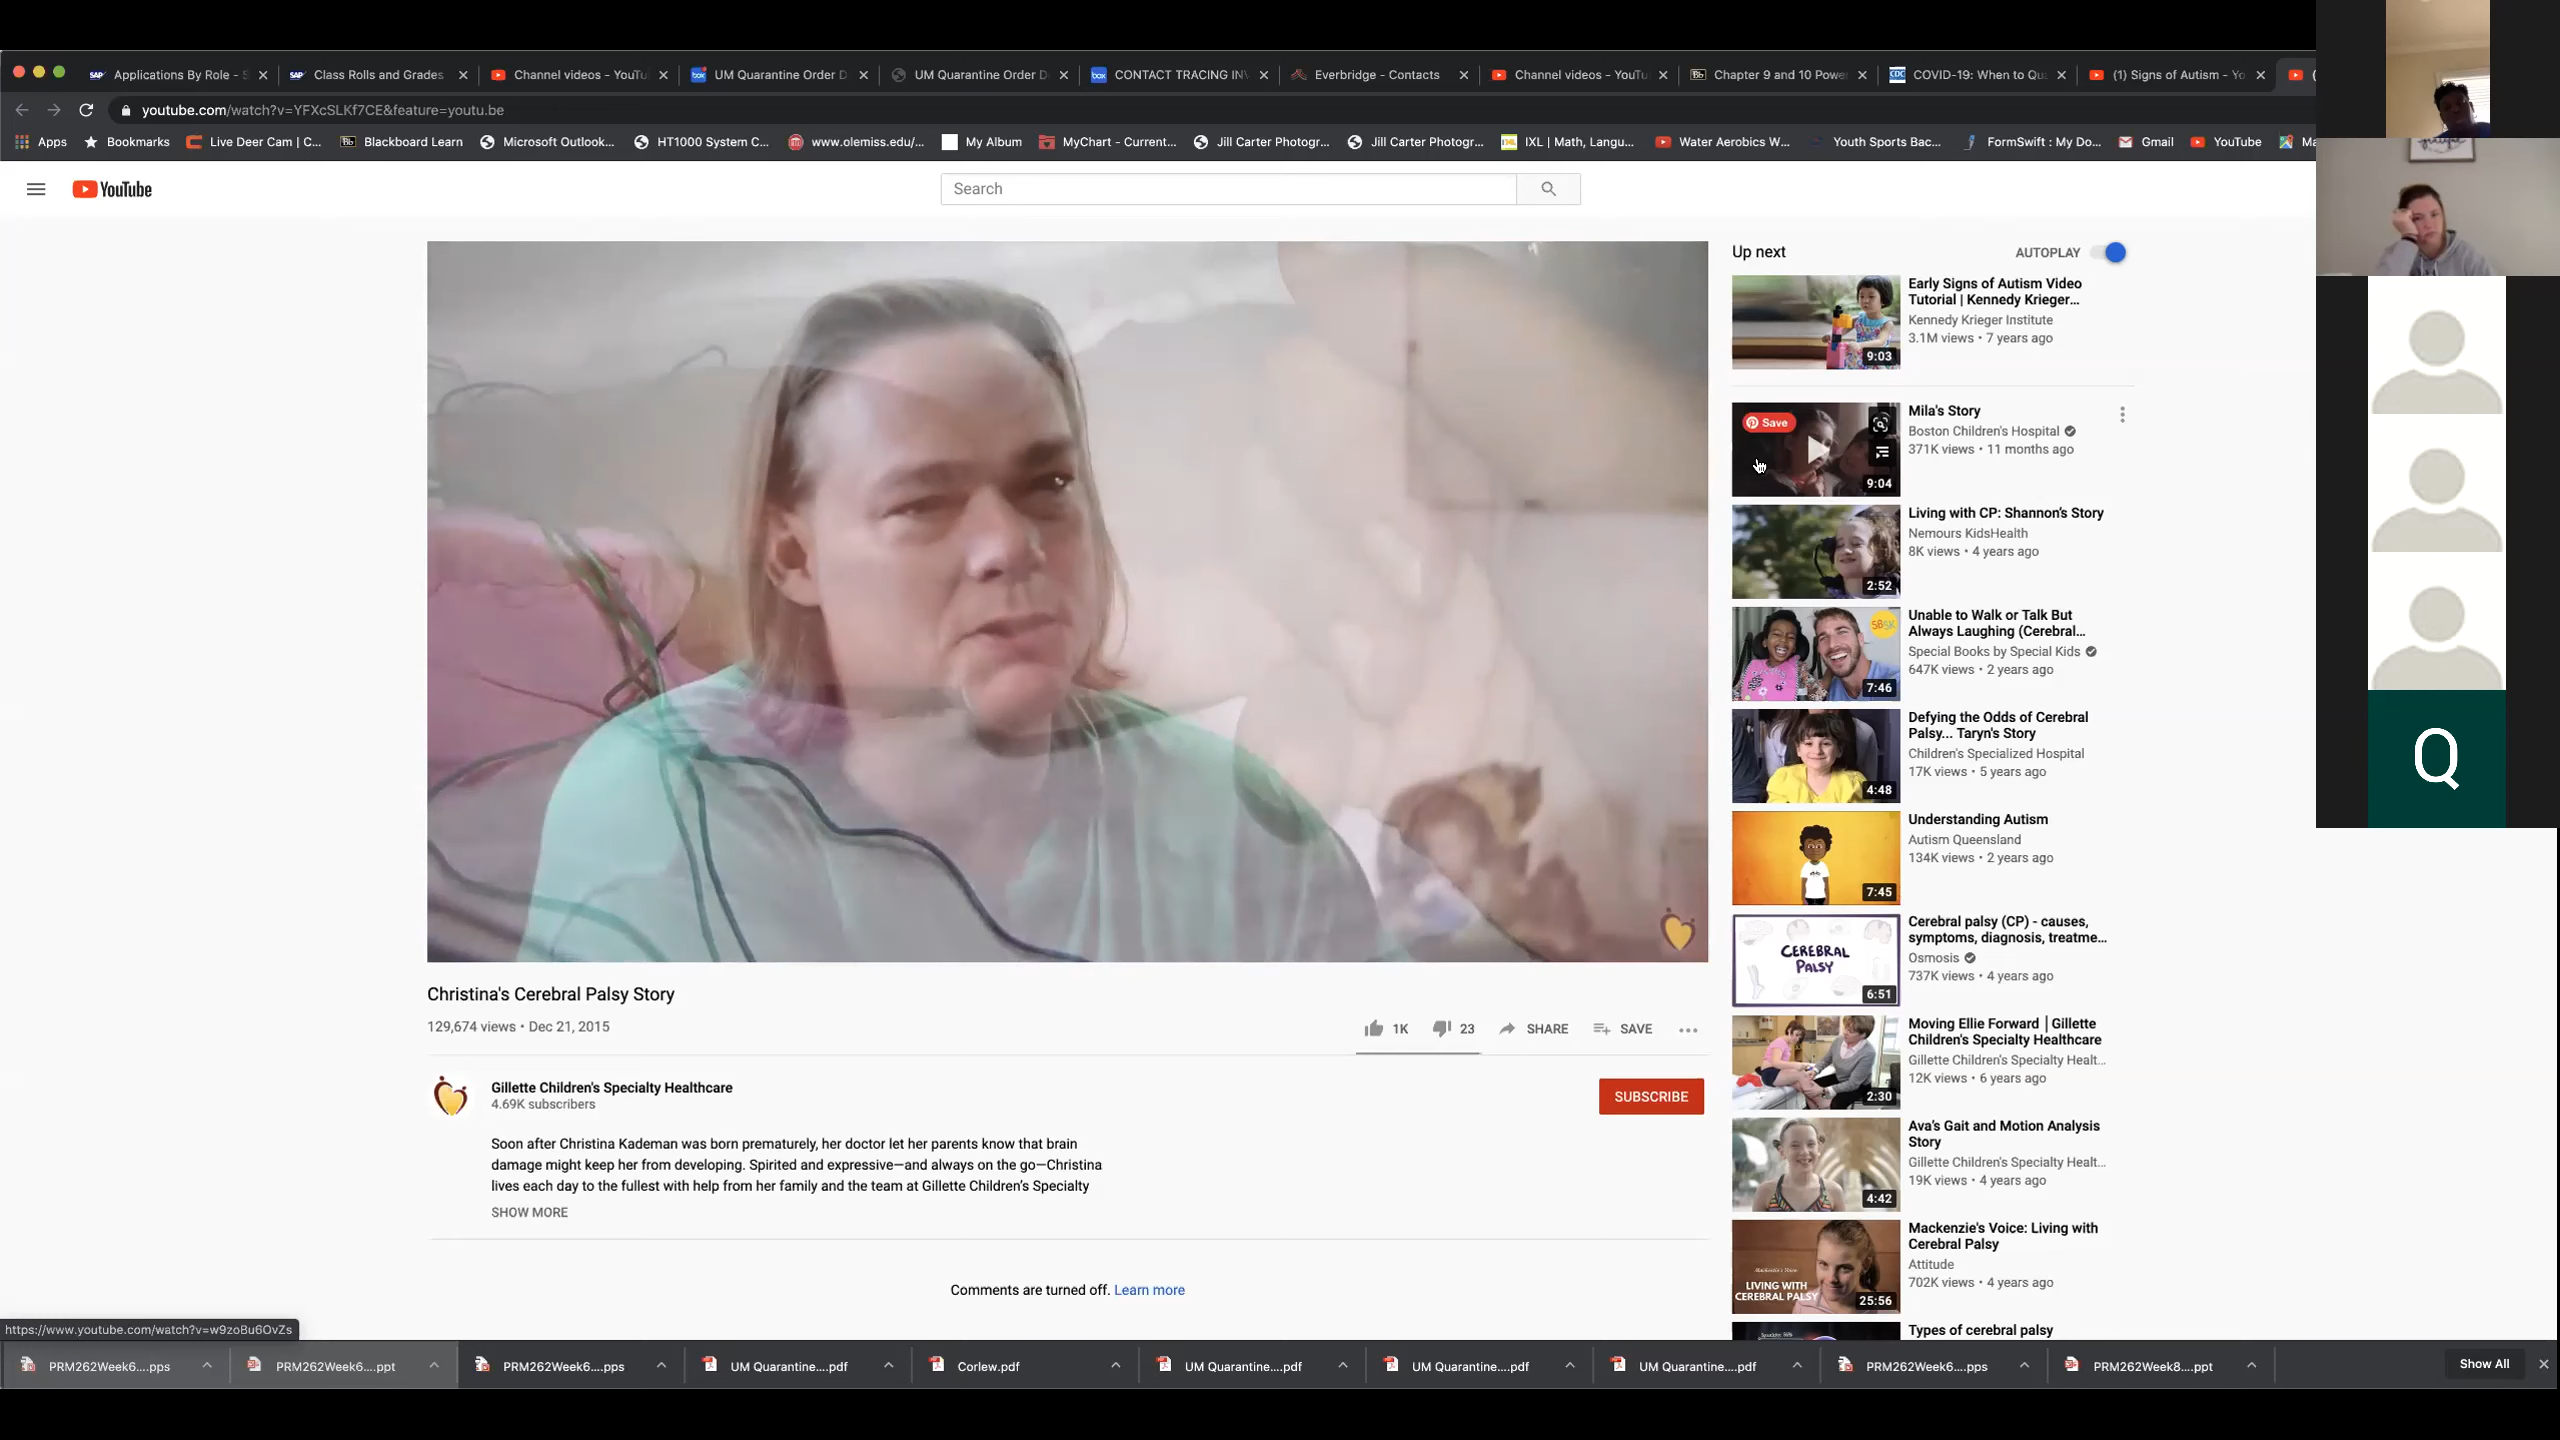 Applications By Role - S
Class Rolls and Grades
Channel videos - YouTu
UM Quarantine Order D
UM Quarantine Order D
CONTACT TRACING IN
Everbridge - Contacts
Channel videos - YouTu
Chapter 9 and 10 Powe
COVID-19: When to Qu
(1) Signs of Autism - Yo
youtube.com/watch?v=YFXcSLKf7CE&feature=youtu.be
Apps
Bookmarks
Live Deer Cam | C...
Blackboard Learn
Microsoft Outlook...
HT1000 System C...
www.olemiss.edu/...
My Album
MyChart - Current...
Jill Carter Photogr...
Jill Carter Photogr...
IXL | Math, Langu...
Water Aerobics W...
Youth Sports Bac...
FormSwift : My Do...
Gmail
YouTube
Ma
YouTube
Search
Up next
AUTOPLAY
Early Signs of Autism Video
Tutorial | Kennedy Krieger...
Kennedy Krieger Institute
3.1M views • 7 years ago
9:03
Save
Mila's Story
Boston Children's Hospital
371K views • 11 months ago
9:04
Living with CP: Shannon's Story
Nemours KidsHealth
8K views • 4 years ago
2:52
Unable to Walk or Talk But
Always Laughing (Cerebral...
Special Books by Special Kids
647K views • 2 years ago
SBSK
7:46
Defying the Odds of Cerebral
Palsy... Taryn's Story
Children's Specialized Hospital
17K views • 5 years ago
4:48
Understanding Autism
Autism Queensland
134K views • 2 years ago
7:45
Cerebral palsy (CP) - causes,
symptoms, diagnosis, treatme...
Osmosis
737K views • 4 years ago
CEREBRAL
PALSY
6:51
Moving Ellie Forward | Gillette
Children's Specialty Healthcare
Gillette Children's Specialty Healt...
12K views • 6 years ago
2:30
Ava's Gait and Motion Analysis
Story
Gillette Children's Specialty Healt...
19K views • 4 years ago
4:42
Mackenzie's Voice: Living with
Cerebral Palsy
Attitude
702K views • 4 years ago
LIVING WITH
CEREBRAL PALSY
25:56
Types of cerebral palsy
Q
Christina's Cerebral Palsy Story
129,674 views • Dec 21, 2015
1K
23
SHARE
SAVE
Gillette Children's Specialty Healthcare
4.69K subscribers
SUBSCRIBE
Soon after Christina Kademan was born prematurely, her doctor let her parents know that brain
damage might keep her from developing. Spirited and expressive—and always on the go—Christina
lives each day to the fullest with help from her family and the team at Gillette Children's Specialty
SHOW MORE
Comments are turned off. Learn more
https://www.youtube.com/watch?v=w9zoBu6OvZs
PRM262Week6....pps
PRM262Week6....ppt
PRM262Week6....pps
UM Quarantine....pdf
Corlew.pdf
UM Quarantine....pdf
UM Quarantine....pdf
UM Quarantine....pdf
PRM262Week6....pps
PRM262Week8....ppt
Show All